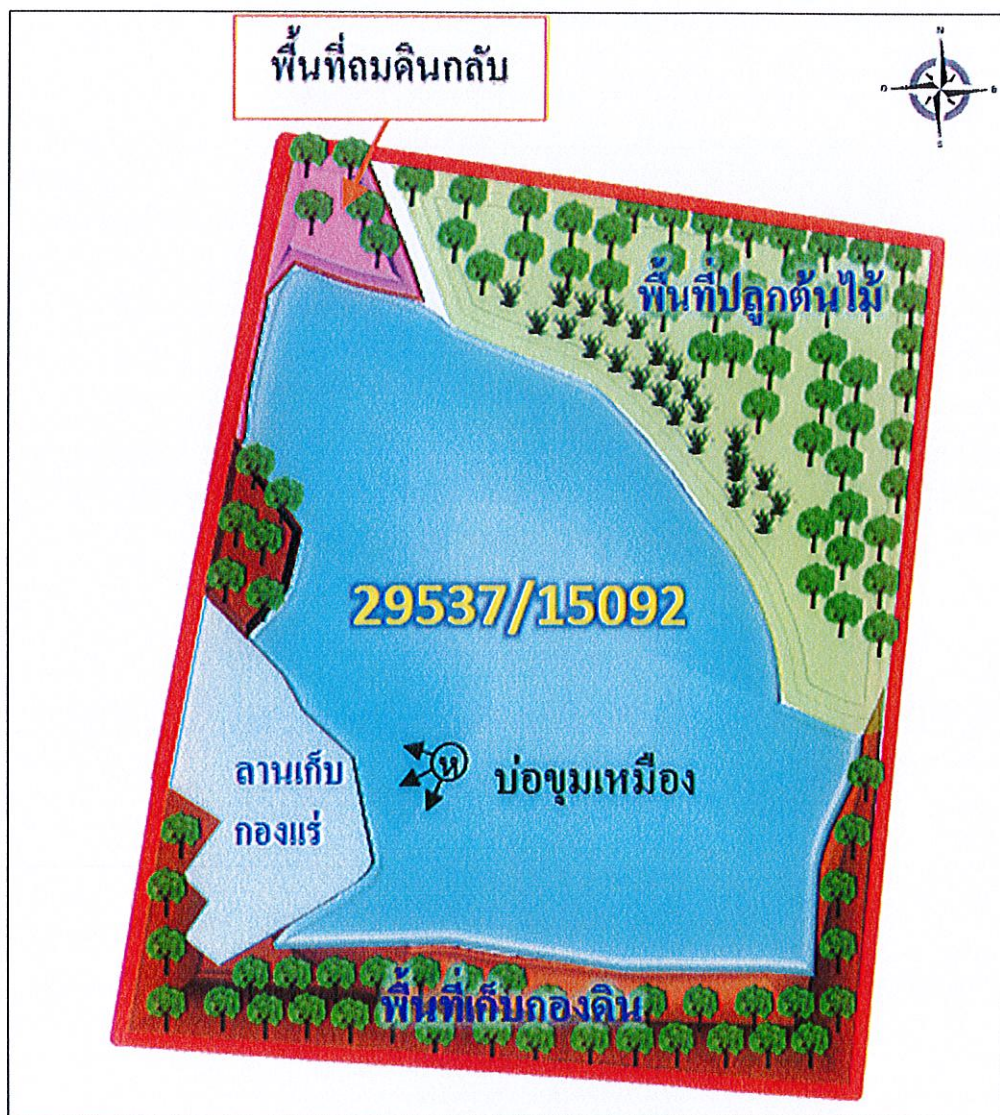 พื้นที่ถมดินกลับ
N
พื้นที่ปลูกต้นไม้
29537/15092
ลานเก็บ
กองแร่
ห
บ่อขุมเหมือง
พื้นที่เก็บกองดิน